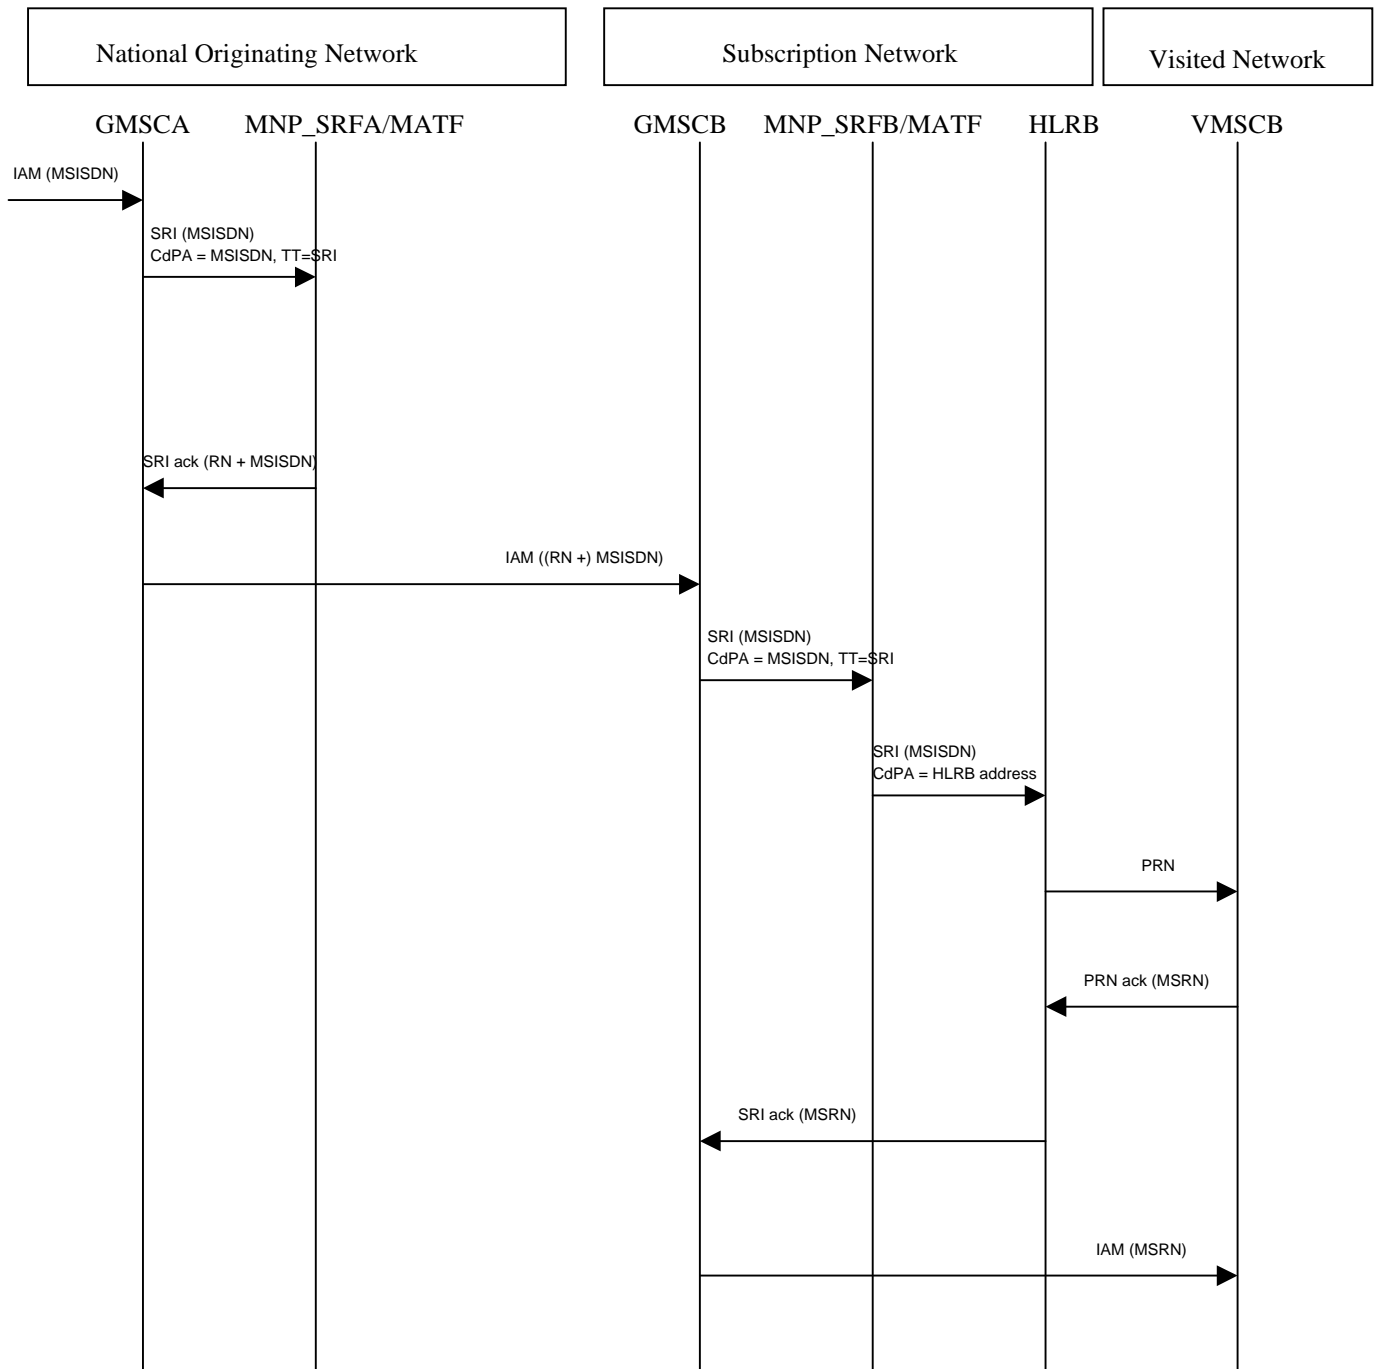 National Originating Network
Subscription Network
Visited Network
GMSCA
MNP_SRFA/MATF
GMSCB
MNP_SRFB/MATF
HLRB
VMSCB
IAM (MSISDN)
SRI (MSISDN)
CdPA = MSISDN, TT=SRI
SRI ack (RN + MSISDN)
IAM ((RN +) MSISDN)
SRI (MSISDN)
CdPA = MSISDN, TT=SRI
SRI (MSISDN)
CdPA = HLRB address
PRN
PRN ack (MSRN)
SRI ack (MSRN)
IAM (MSRN)